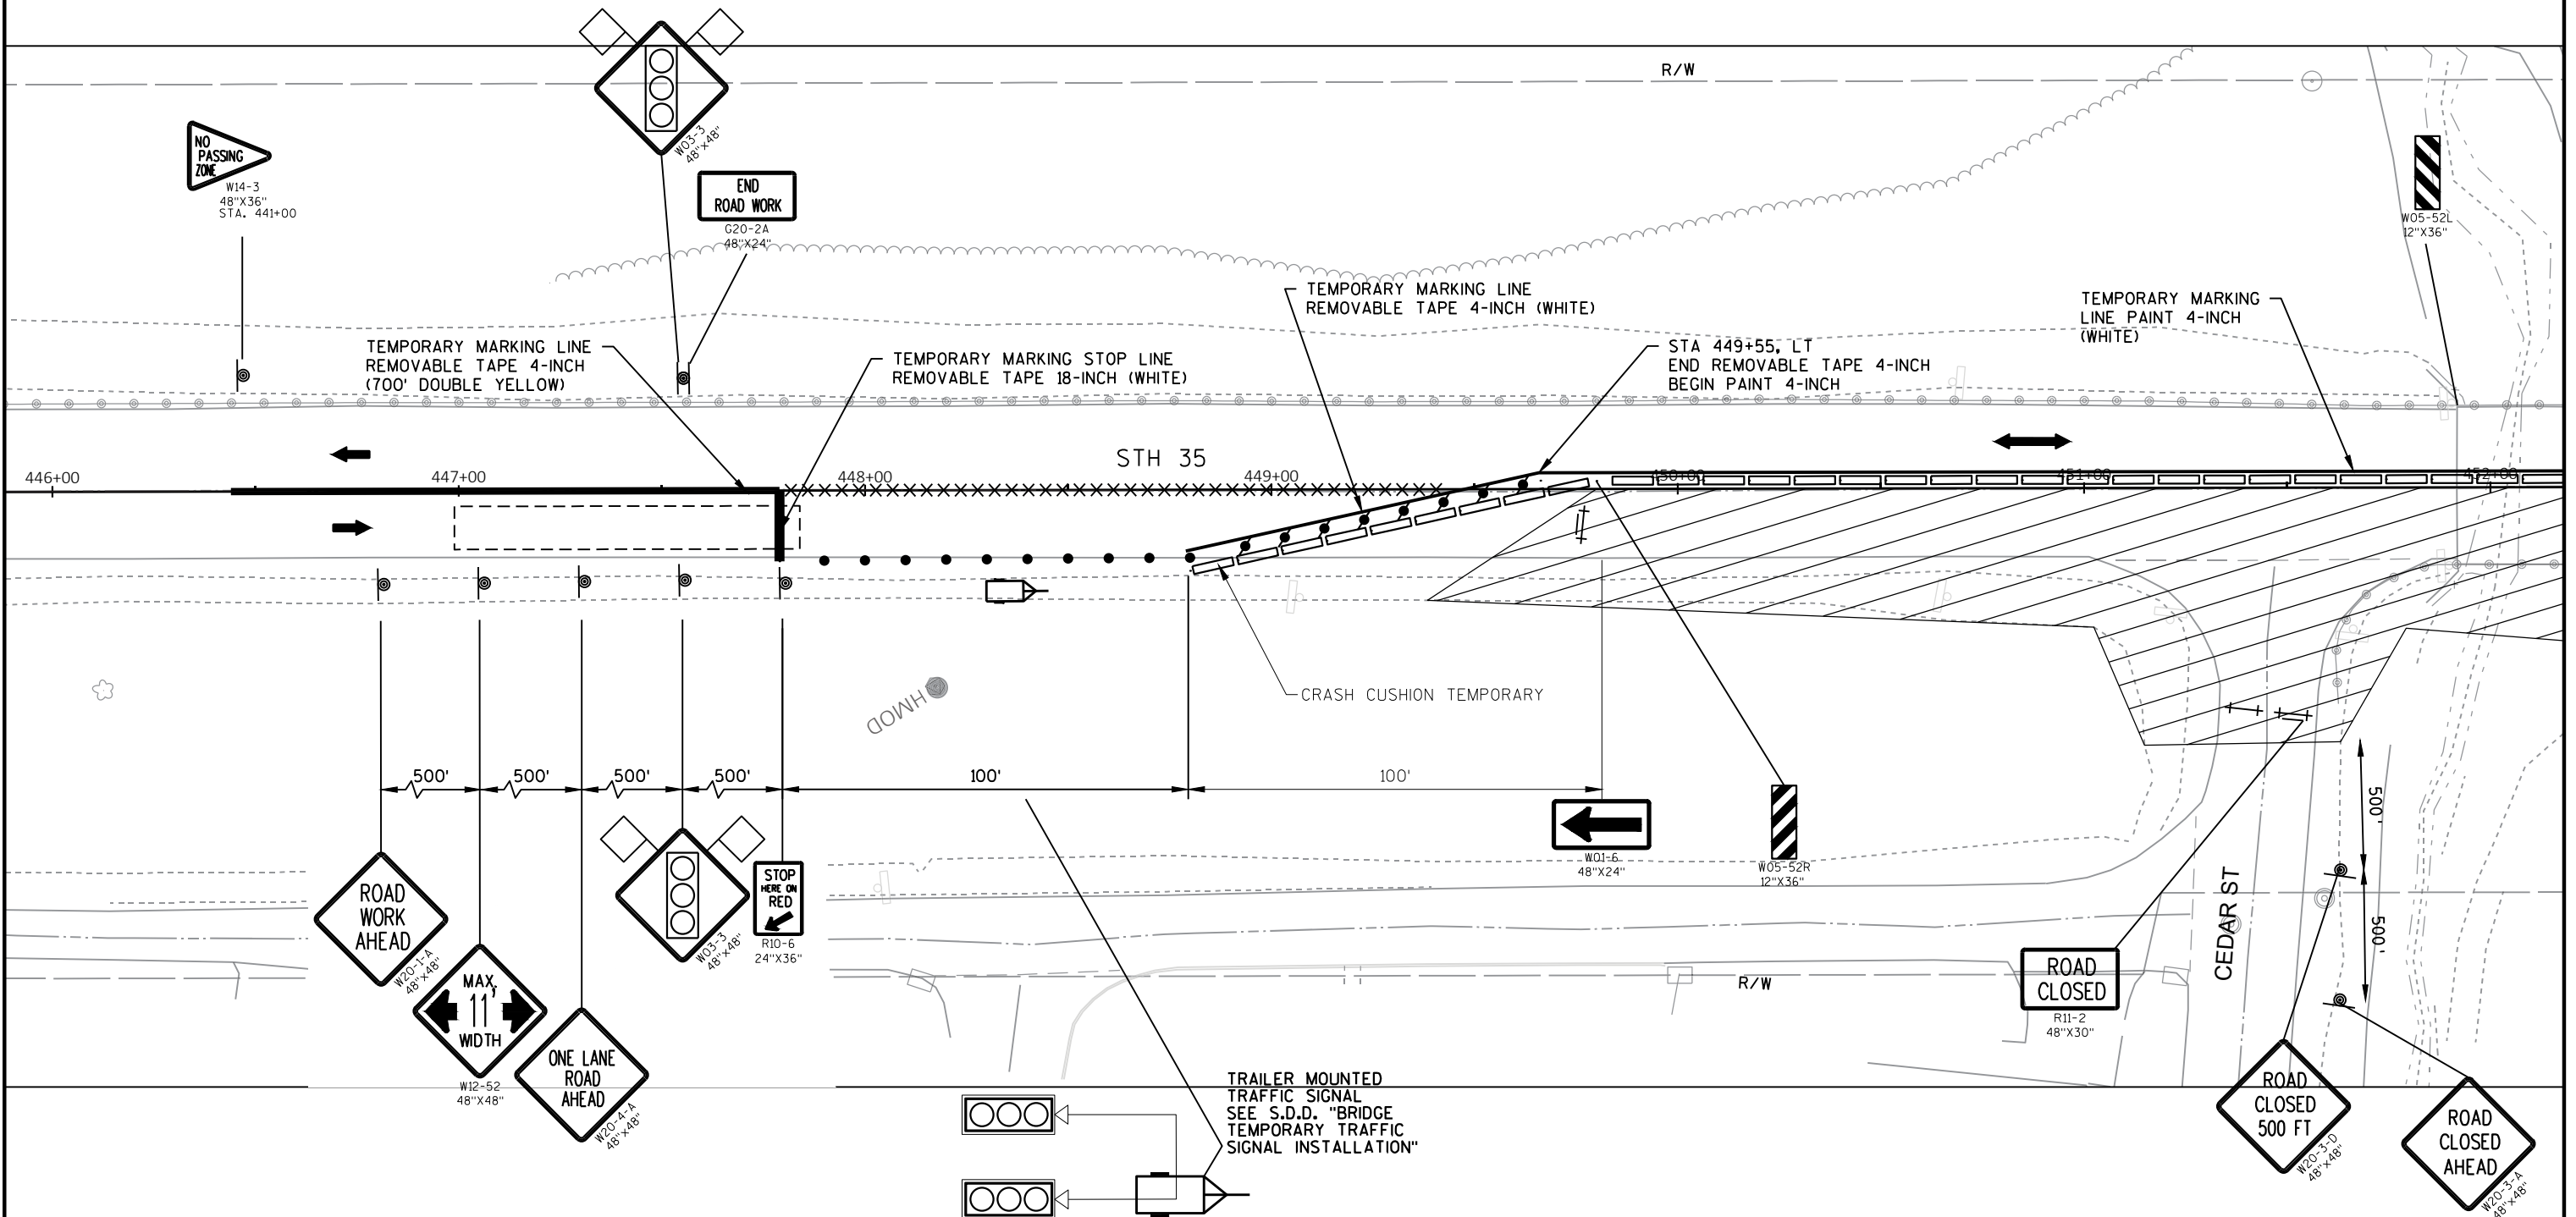 R/W
NO
PASSING
ZONE
W14-3
48"X36"
STA. 441+00
W03-3
48"x48"
END
ROAD WORK
G20-2A
48"X24"
W05-52L
12"X36"
TEMPORARY MARKING LINE
REMOVABLE TAPE 4-INCH
(700' DOUBLE YELLOW)
TEMPORARY MARKING STOP LINE
REMOVABLE TAPE 18-INCH (WHITE)
TEMPORARY MARKING LINE
REMOVABLE TAPE 4-INCH (WHITE)
STA 449+55, LT
END REMOVABLE TAPE 4-INCH
BEGIN PAINT 4-INCH
TEMPORARY MARKING
LINE PAINT 4-INCH
(WHITE)
STH 35
446+00
447+00
448+00
449+00
450+00
451+00
452+00
HMOD
CRASH CUSHION TEMPORARY
500'
500'
500'
500'
100'
100'
500'
500'
ROAD
WORK
AHEAD
W20-1-A
48"x48"
MAX.
11'
WIDTH
W12-52
48"X48"
ONE LANE
ROAD
AHEAD
W20-4-A
48"x48"
W03-3
48"x48"
STOP
HERE ON
RED
R10-6
24"X36"
W01-6
48"X24"
W05-52R
12"X36"
R/W
CEDAR ST
ROAD
CLOSED
R11-2
48"X30"
ROAD
CLOSED
500 FT
W20-3-D
48"x48"
ROAD
CLOSED
AHEAD
W20-3-A
48"x48"
TRAILER MOUNTED
TRAFFIC SIGNAL
SEE S.D.D. "BRIDGE
TEMPORARY TRAFFIC
SIGNAL INSTALLATION"